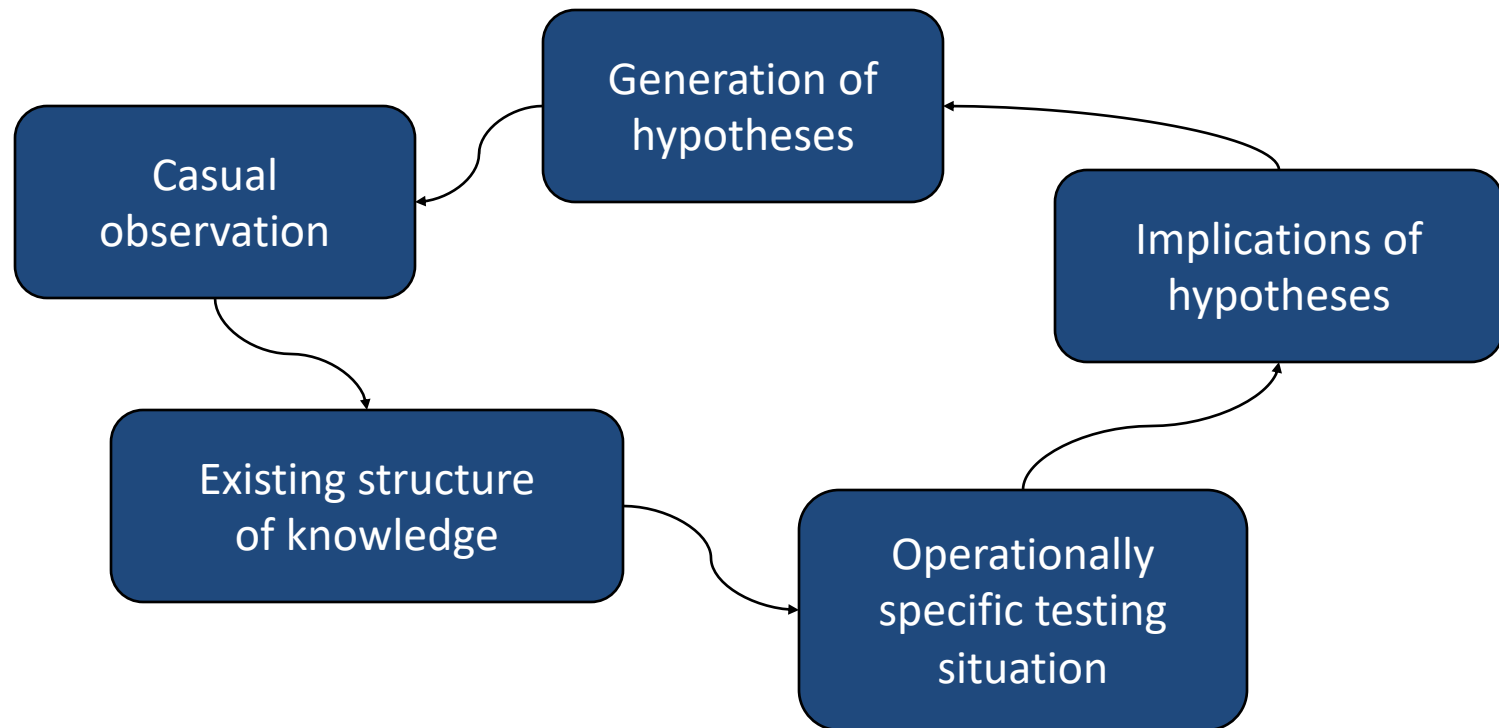 Generation of
hypotheses
Casual
observation
Implications of
hypotheses
Existing structure
of knowledge
Operationally
specific testing
situation